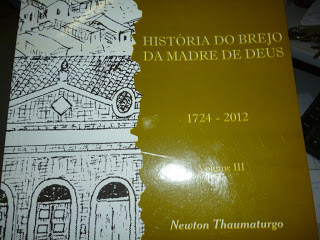 HISTÓRIA DO BREJO
DA MADRE DE DEUS
1724 - 2012
Volume III
Newton Thaumaturgo